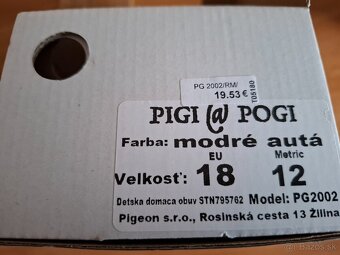 PG 2002/RM/
19.53 €
T05180
PIGI @ POGI
Farba: modré autá
EU Metric
Velkosť: 18 12
Detska domaca obuv STN795762 Model: PG2002
Pigeon s.r.o., Rosinská cesta 13 Žilina